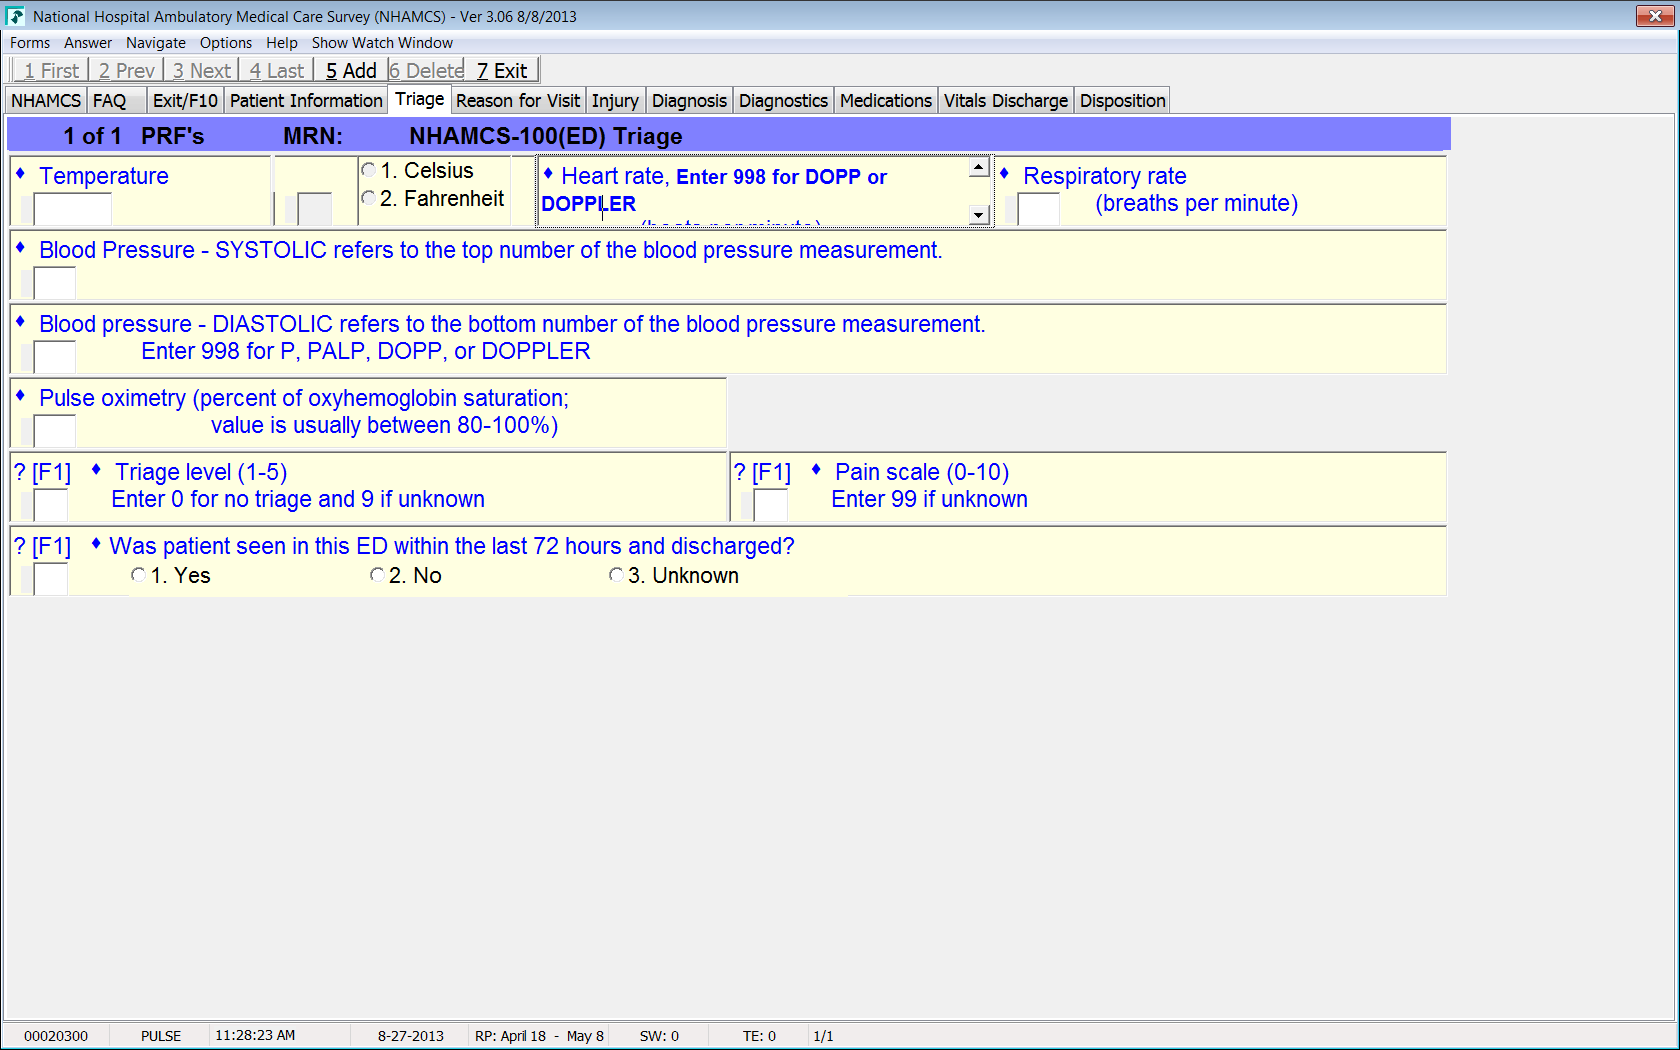 National Hospital Ambulatory Medical Care Survey (NHAMCS) - Ver 3.06 8/8/2013
Forms Answer Navigate Options Help Show Watch Window
1 First 2 Prev 3 Next 4 Last 5 Add 6 Delete 7 Exit
NHAMCS FAQ Exit/F10 Patient Information Triage Reason for Visit Injury Diagnosis Diagnostics Medications Vitals Discharge Disposition
1 of 1 PRF's MRN: NHAMCS-100(ED) Triage
♦ Temperature
1. Celsius
2. Fahrenheit
♦ Heart rate, Enter 998 for DOPP or
DOPPLER
(beats per minute)
♦ Respiratory rate
(breaths per minute)
♦ Blood Pressure - SYSTOLIC refers to the top number of the blood pressure measurement.
♦ Blood pressure - DIASTOLIC refers to the bottom number of the blood pressure measurement.
Enter 998 for P, PALP, DOPP, or DOPPLER
♦ Pulse oximetry (percent of oxyhemoglobin saturation;
value is usually between 80-100%)
? [F1] ♦ Triage level (1-5)
Enter 0 for no triage and 9 if unknown
? [F1] ♦ Pain scale (0-10)
Enter 99 if unknown
? [F1] ♦ Was patient seen in this ED within the last 72 hours and discharged?
1. Yes 2. No 3. Unknown
00020300 PULSE 11:28:23 AM 8-27-2013 RP: April 18 - May 8 SW: 0 TE: 0 1/1